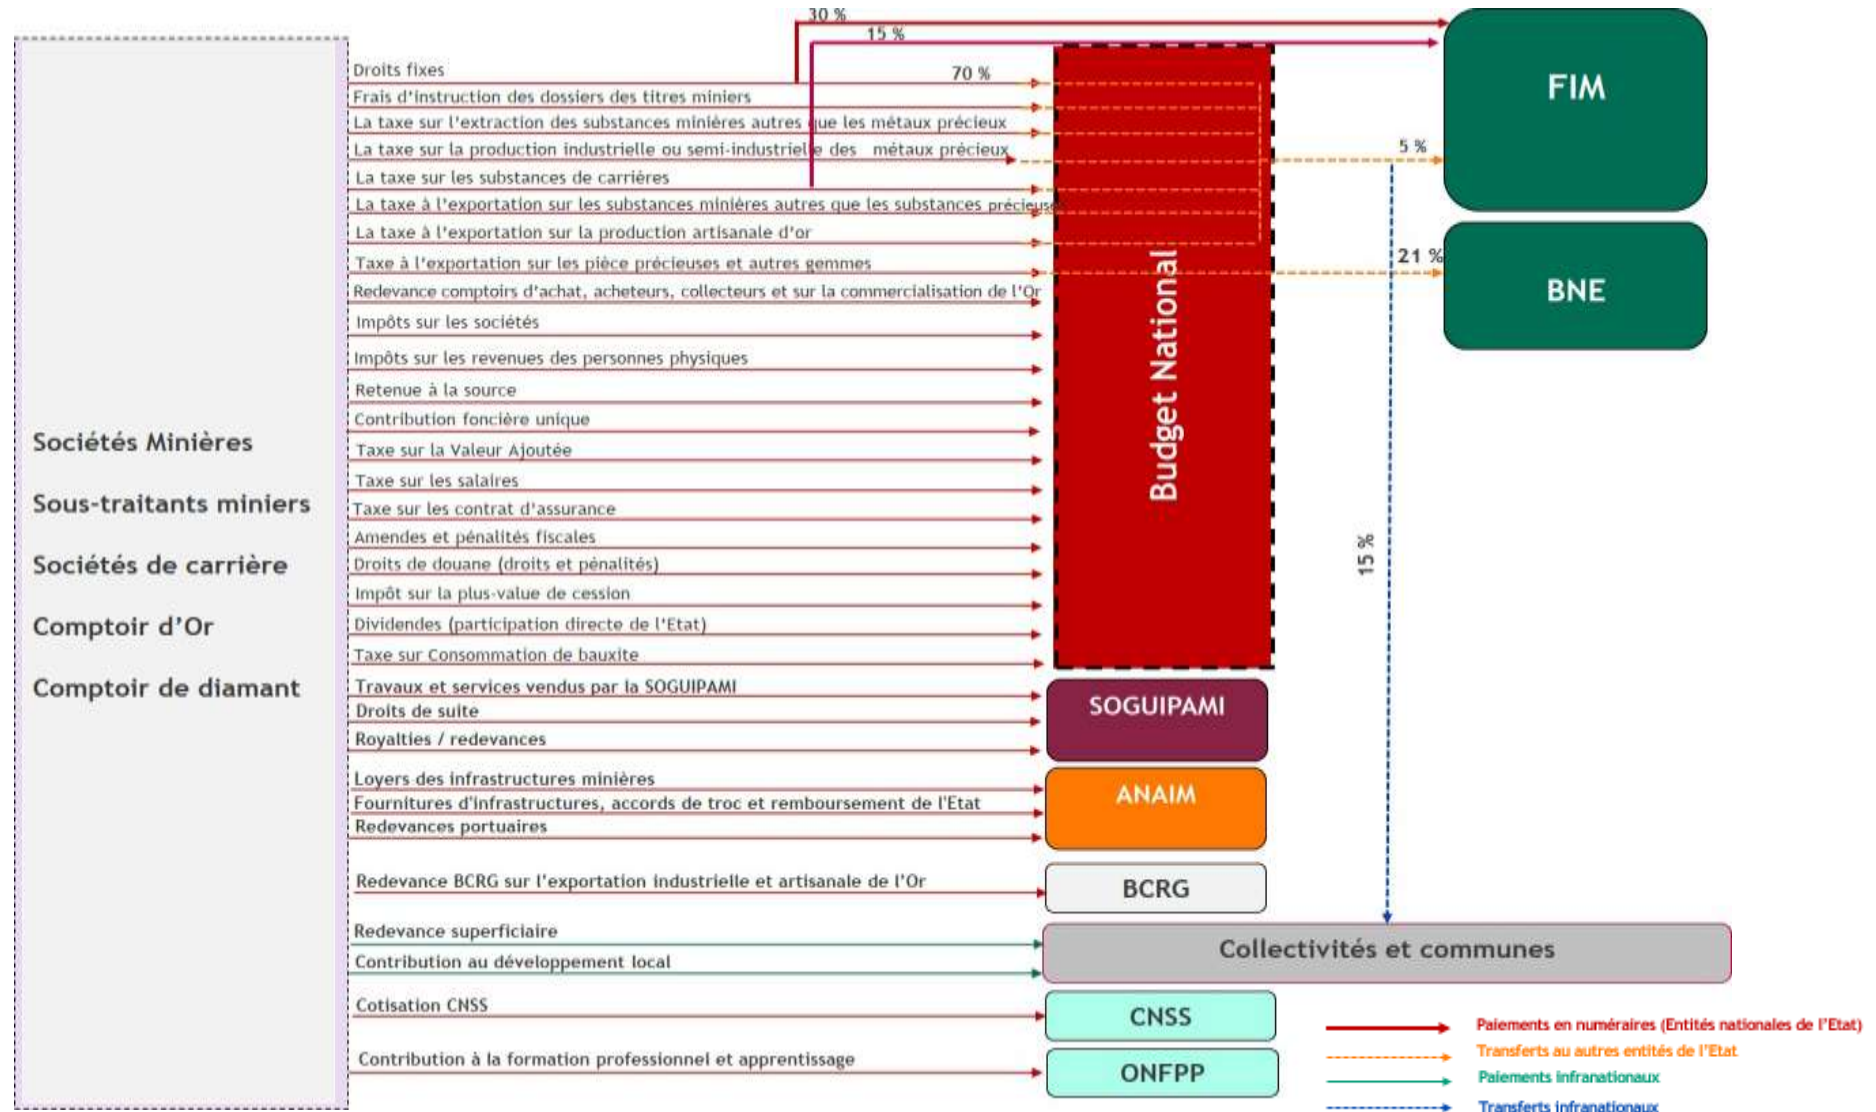 30 %
15 %
Droits fixes
70 %
Frais d'instruction des dossiers des titres miniers
La taxe sur l'extraction des substances minières autres que les métaux précieux
La taxe sur la production industrielle ou semi-industrielle des métaux précieux
La taxe sur les substances de carrières
La taxe à l'exportation sur les substances minières autres que les substances précieuses
La taxe à l'exportation sur la production artisanale d'or
Taxe à l'exportation sur les pièce précieuses et autres gemmes
Redevance comptoirs d'achat, acheteurs, collecteurs et sur la commercialisation de l'Or
Impôts sur les sociétés
Impôts sur les revenues des personnes physiques
Retenue à la source
Contribution foncière unique
Taxe sur la Valeur Ajoutée
Taxe sur les salaires
Taxe sur les contrat d'assurance
Amendes et pénalités fiscales
Droits de douane (droits et pénalités)
Impôt sur la plus-value de cession
Dividendes (participation directe de l'Etat)
Taxe sur Consommation de bauxite
Travaux et services vendus par la SOGUIPAMI
Droits de suite
Royalties / redevances
Loyers des infrastructures minières
Fournitures d'infrastructures, accords de troc et remboursement de l'Etat
Redevances portuaires
Redevance BCRG sur l'exportation industrielle et artisanale de l'Or
Redevance superficiaire
Contribution au développement local
Cotisation CNSS
Contribution à la formation professionnel et apprentissage
Sociétés Minières
Sous-traitants miniers
Sociétés de carrière
Comptoir d'Or
Comptoir de diamant
Budget National
SOGUIPAMI
ANAIM
BCRG
Collectivités et communes
CNSS
ONFPP
FIM
5 %
21 %
BNE
15 %
Paiements en numéraires (Entités nationales de l'Etat)
Transferts au autres entités de l'Etat
Paiements infranationaux
Transferts infranationaux